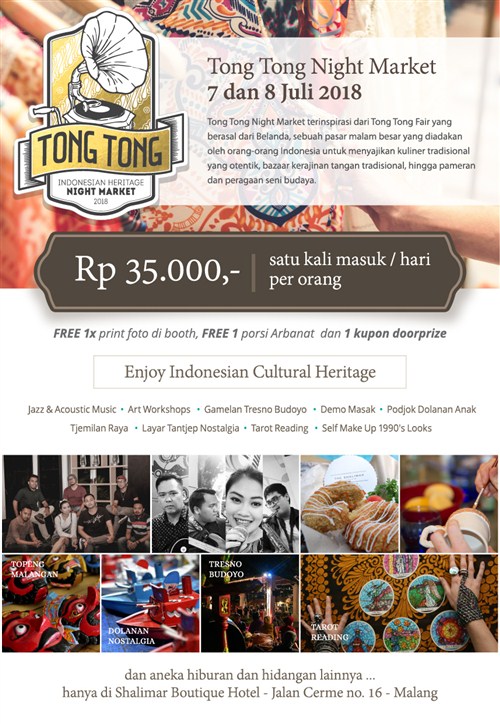 TONG TONG
INDONESIAN HERITAGE
NIGHT MARKET
2018
Tong Tong Night Market
7 dan 8 Juli 2018
Tong Tong Night Market terinspirasi dari Tong Tong Fair yang
berasal dari Belanda, sebuah pasar malam besar yang diadakan
oleh orang-orang Indonesia untuk menyajikan kuliner tradisional
yang otentik, bazaar kerajinan tangan tradisional, hingga pameran
dan peragaan seni budaya.
Rp 35.000,-
satu kali masuk / hari
per orang
FREE 1x print foto di booth, FREE 1 porsi Arbanat dan 1 kupon doorprize
Enjoy Indonesian Cultural Heritage
Jazz & Acoustic Music • Art Workshops • Gamelan Tresno Budoyo • Demo Masak • Podjok Dolanan Anak
Tjemilan Raya • Layar Tantjep Nostalgia • Tarot Reading • Self Make Up 1990's Looks
TOPENG
MALANGAN
DOLANAN
NOSTALGIA
TRESNO
BUDOYO
TAROT
READING
dan aneka hiburan dan hidangan lainnya ...
hanya di Shalimar Boutique Hotel - Jalan Cerme no. 16 - Malang